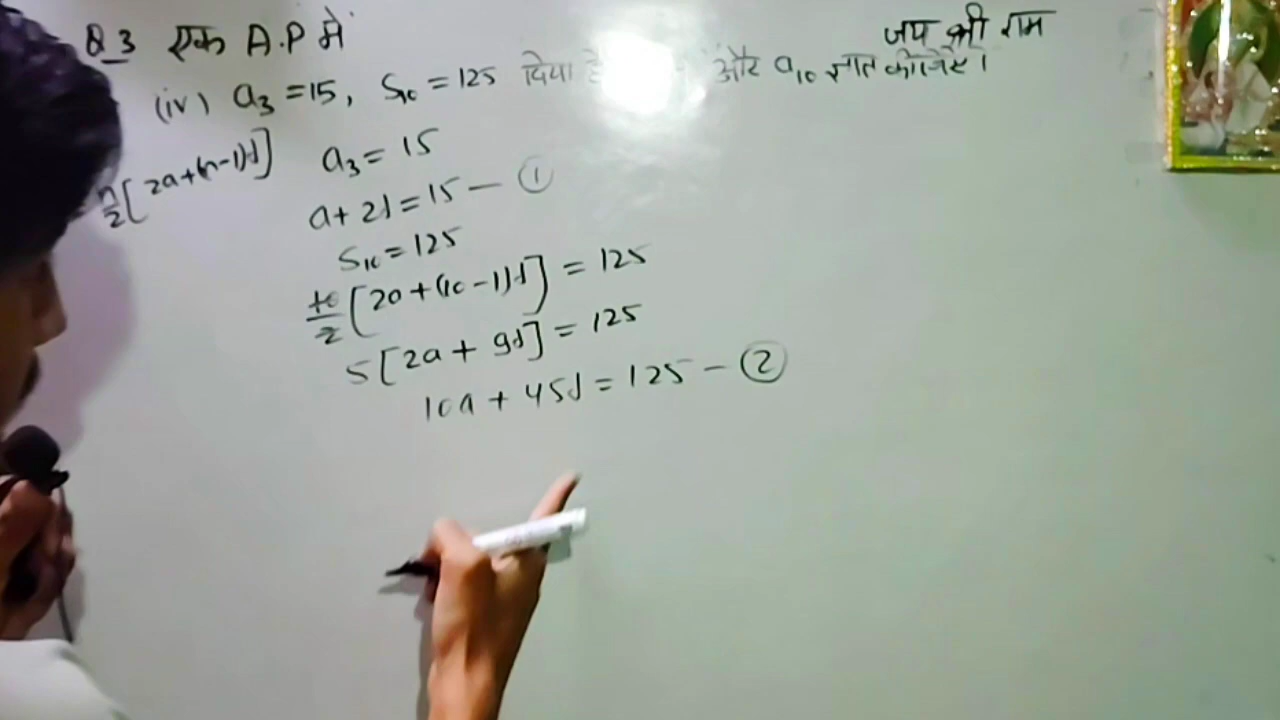 Q 3 एक A.P में
जय श्री राम
(iv) a₃ = 15, S₁₀ = 125 दिया और a₁₀ ज्ञात कीजिए।
n/2 [2a+(n-1)d]
a₃ = 15
a + 2d = 15 — ①
S₁₀ = 125
10/2 [2a + (10-1)d] = 125
5 [2a + 9d] = 125
10a + 45d = 125 — ②